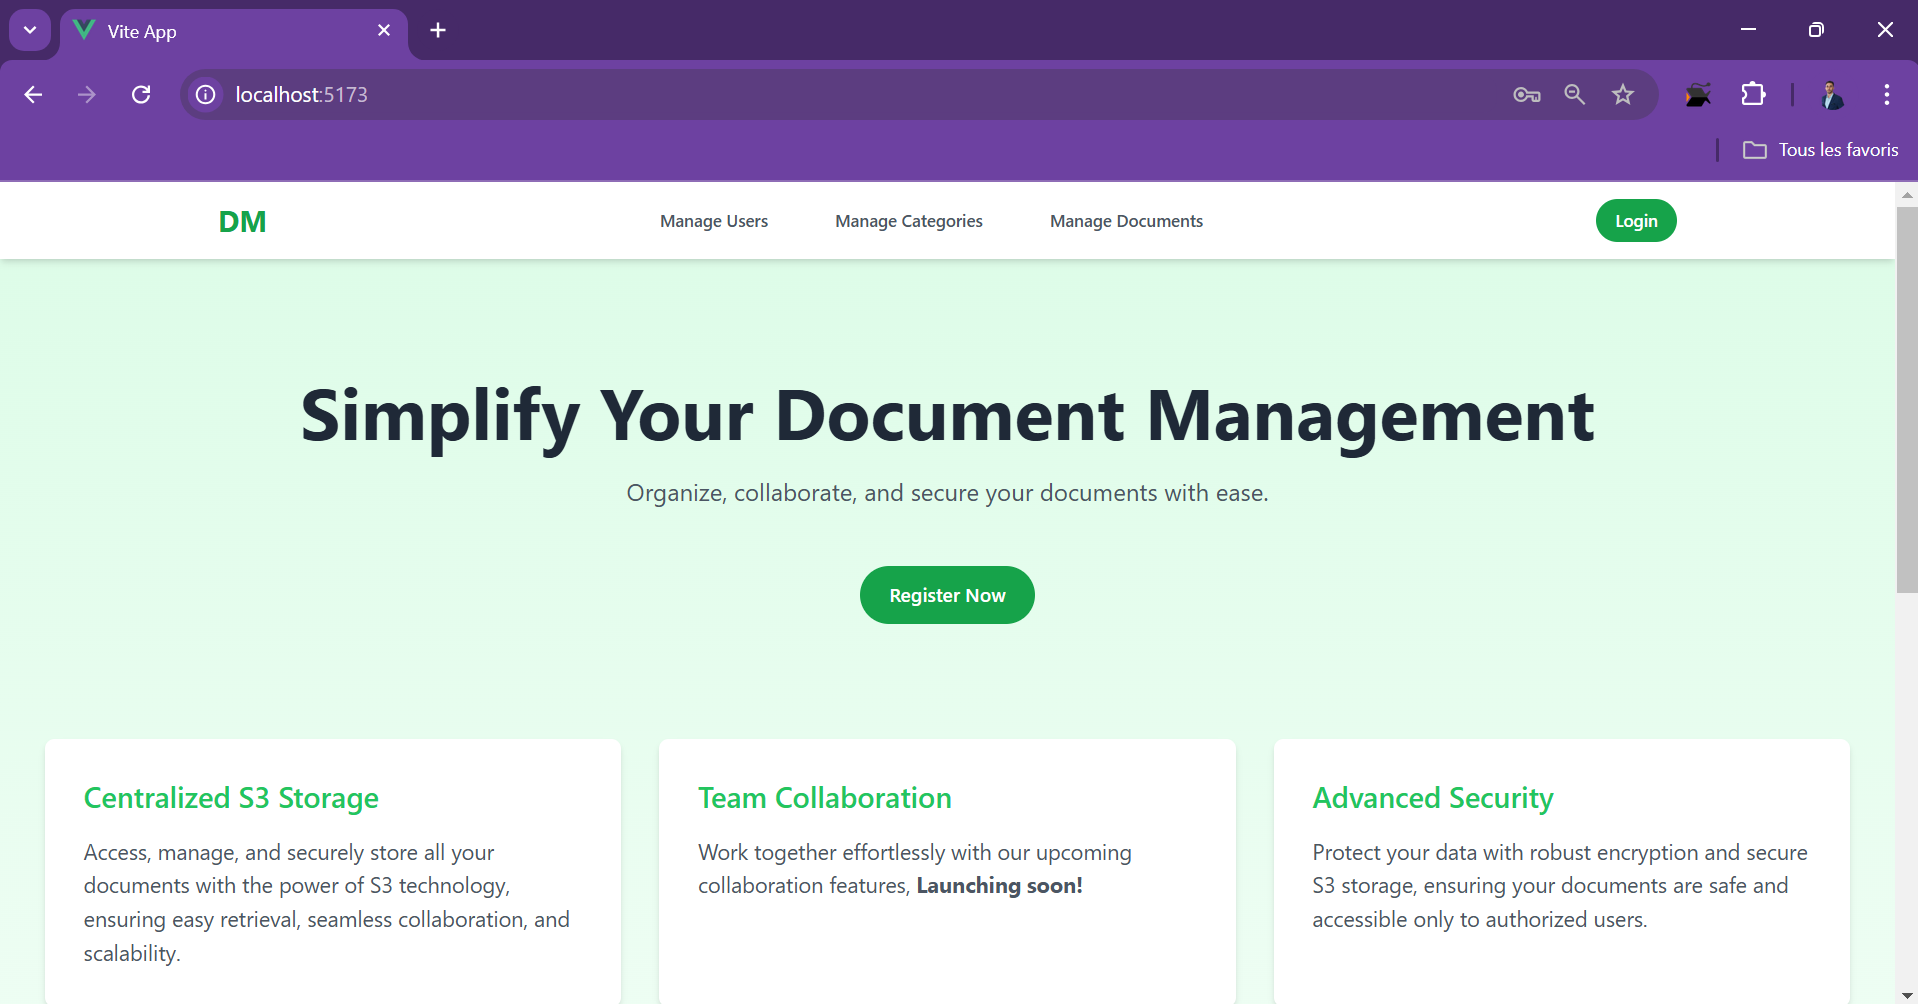 Vite App
localhost:5173
Tous les favoris
DM
Manage Users
Manage Categories
Manage Documents
Login
Simplify Your Document Management
Organize, collaborate, and secure your documents with ease.
Register Now
Centralized S3 Storage
Access, manage, and securely store all your
documents with the power of S3 technology,
ensuring easy retrieval, seamless collaboration, and
scalability.
Team Collaboration
Work together effortlessly with our upcoming
collaboration features, Launching soon!
Advanced Security
Protect your data with robust encryption and secure
S3 storage, ensuring your documents are safe and
accessible only to authorized users.